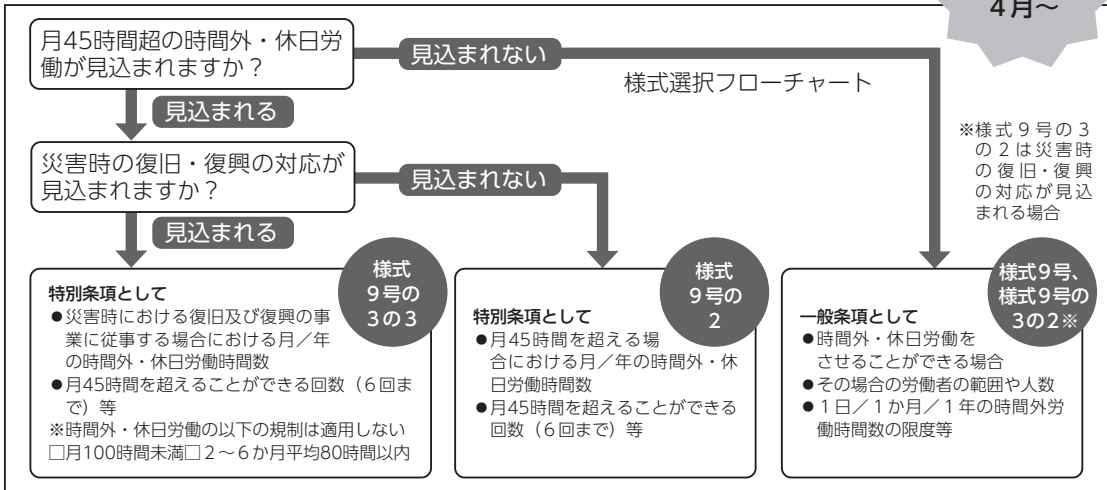 4月～
月45時間超の時間外・休日労
働が見込まれますか？
見込まれない
様式選択フローチャート
見込まれる
※様式９号の３
の２は災害時
の復旧・復興
の対応が見込
まれる場合
災害時の復旧・復興の対応が
見込まれますか？
見込まれない
見込まれる
様式
9号の
3の3
特別条項として
●災害時における復旧及び復興の事
業に従事する場合における月／年
の時間外・休日労働時間数
●月45時間を超えることができる回数（６回ま
で）等
※時間外・休日労働の以下の規制は適用しない
□月100時間未満□２～６か月平均80時間以内
様式
9号の
2
特別条項として
●月45時間を超える場
合における月／年の時間外・休
日労働時間数
●月45時間を超えることができる
回数（６回まで）等
様式9号、
様式9号の
3の2※
一般条項として
●時間外・休日労働を
させることができる場合
●その場合の労働者の範囲や人数
●１日／１か月／１年の時間外労
働時間数の限度等